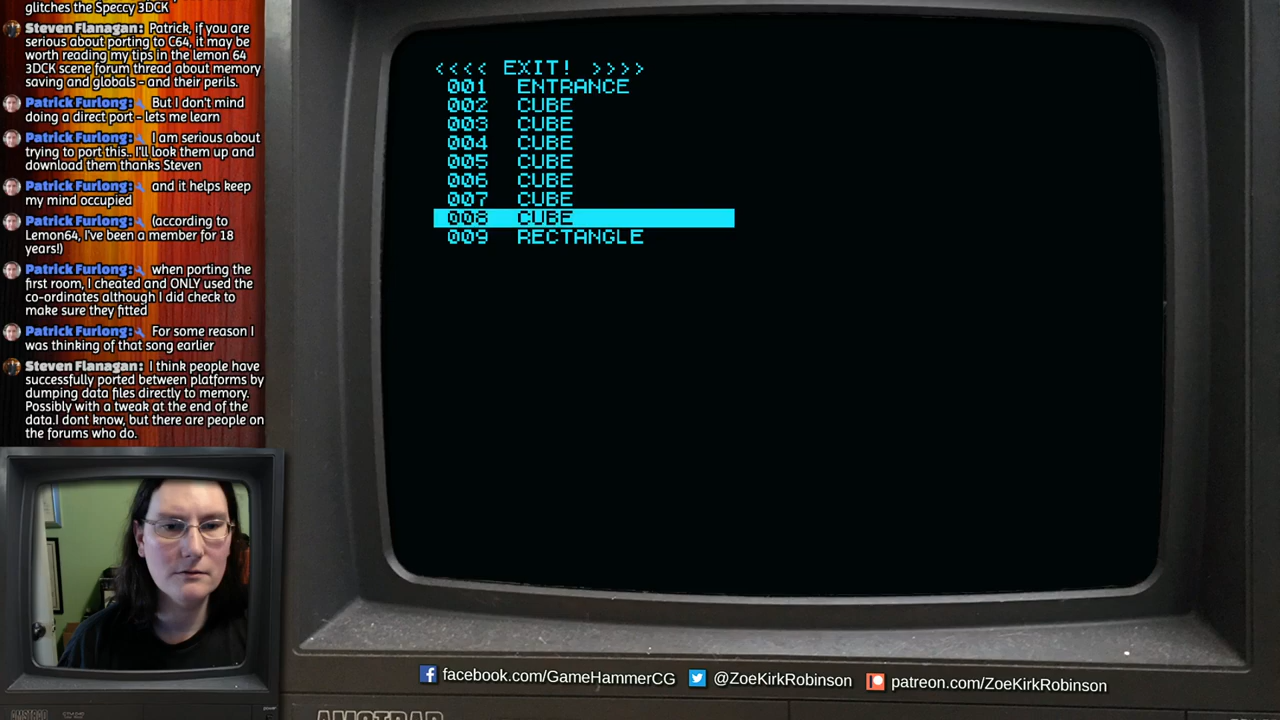 glitches the Speccy 3DCK
Steven Flanagan: Patrick, if you are
serious about porting to C64, it may be
worth reading my tips in the lemon 64
3DCK scene forum thread about memory
saving and globals - and their perils.
Patrick Furlong: But I don't mind
doing a direct port - lets me learn
Patrick Furlong: I am serious about
trying to port this.. I'll look them up and
download them thanks Steven
Patrick Furlong: and it helps keep
my mind occupied
Patrick Furlong: (according to
Lemon64, I've been a member for 18
years!)
Patrick Furlong: when porting the
first room, I cheated and ONLY used the
co-ordinates although I did check to
make sure they fitted
Patrick Furlong: For some reason I
was thinking of that song earlier
Steven Flanagan: I think people have
successfully ported between platforms by
dumping data files directly to memory.
Possibly with a tweak at the end of the
data.I dont know, but there are people on
the forums who do.
<<<< EXIT! >>>>
001 ENTRANCE
002 CUBE
003 CUBE
004 CUBE
005 CUBE
006 CUBE
007 CUBE
008 CUBE
009 RECTANGLE
facebook.com/GameHammerCG
@ZoeKirkRobinson
patreon.com/ZoeKirkRobinson
AMSTRAD